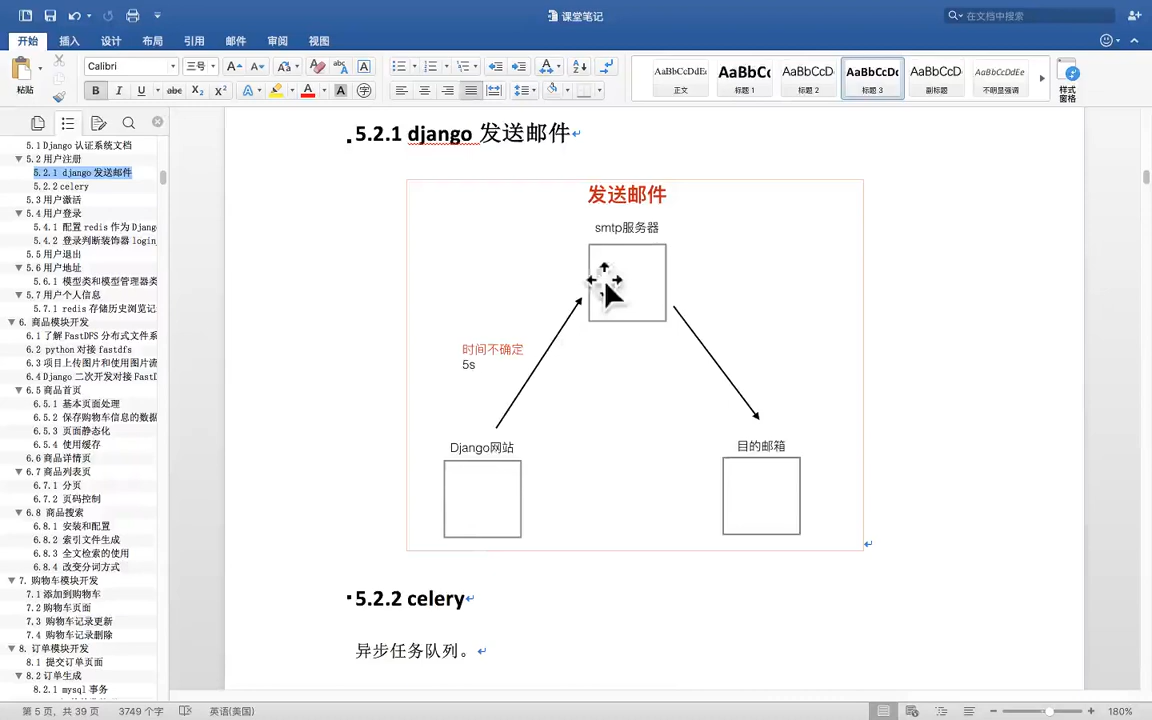 课堂笔记
在文档中搜索
开始 插入 设计 布局 引用 邮件 审阅 视图
粘贴
Calibri 三号
AaBbCcDdEe 正文
AaBbCc 标题 1
AaBbCcD 标题 2
AaBbCcDc 标题 3
AaBbCcD 副标题
AaBbCcDdEe 不明显强调
样式窗格
5.1 Django 认证系统文档
5.2 用户注册
5.2.1 django 发送邮件
5.2.2 celery
5.3 用户激活
5.4 用户登录
5.4.1 配置 redis 作为 Djang
5.4.2 登录判断装饰器 login_
5.5 用户退出
5.6 用户地址
5.6.1 模型类和模型管理器类
5.7 用户个人信息
5.7.1 redis 存储历史浏览记
6. 商品模块开发
6.1 了解 FastDFS 分布式文件系
6.2 python 对接 fastdfs
6.3 项目上传图片和使用图片流
6.4 Django 二次开发对接 FastD
6.5 商品首页
6.5.1 基本页面处理
6.5.2 保存购物车信息的数据
6.5.3 页面静态化
6.5.4 使用缓存
6.6 商品详情页
6.7 商品列表页
6.7.1 分页
6.7.2 页码控制
6.8 商品搜索
6.8.1 安装和配置
6.8.2 索引文件生成
6.8.3 全文检索的使用
6.8.4 改变分词方式
7. 购物车模块开发
7.1 添加到购物车
7.2 购物车页面
7.3 购物车记录更新
7.4 购物车记录删除
8. 订单模块开发
8.1 提交订单页面
8.2 订单生成
8.2.1 mysql 事务
5.2.1 django 发送邮件
发送邮件
smtp服务器
时间不确定
5s
Django网站
目的邮箱
5.2.2 celery
异步任务队列。
第 5 页，共 39 页 3749 个字 英语(美国) 180%